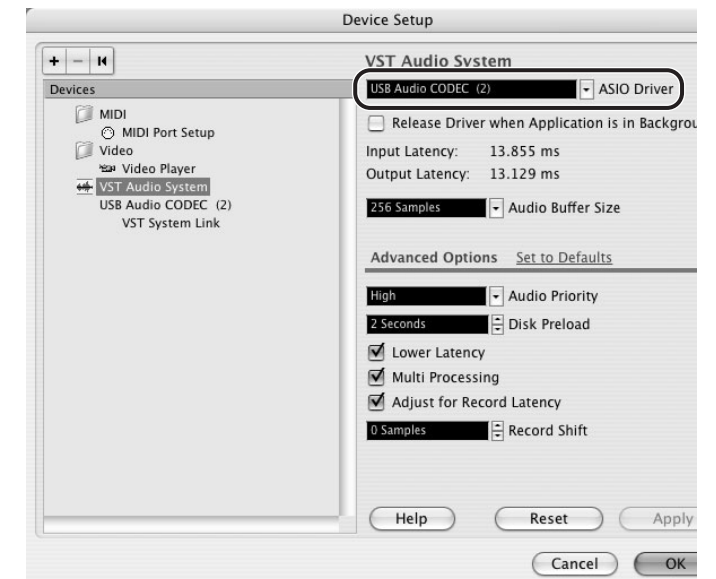 Device Setup
+ −
Devices
MIDI
MIDI Port Setup
Video
Video Player
VST Audio System
USB Audio CODEC (2)
VST System Link
VST Audio System
USB Audio CODEC (2) ASIO Driver
Release Driver when Application is in Backgrou
Input Latency: 13.855 ms
Output Latency: 13.129 ms
256 Samples Audio Buffer Size
Advanced Options Set to Defaults
High Audio Priority
2 Seconds Disk Preload
Lower Latency
Multi Processing
Adjust for Record Latency
0 Samples Record Shift
Help Reset Apply
Cancel OK